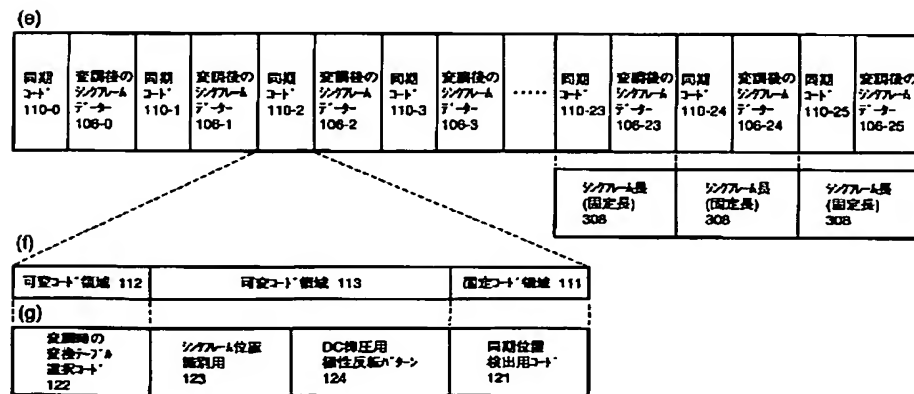 (e)
同期
コード
110-0
変調後の
シンクフレーム
データー
106-0
同期
コード
110-1
変調後の
シンクフレーム
データー
106-1
同期
コード
110-2
変調後の
シンクフレーム
データー
106-2
同期
コード
110-3
変調後の
シンクフレーム
データー
106-3
.....
同期
コード
110-23
変調後の
シンクフレーム
データー
106-23
同期
コード
110-24
変調後の
シンクフレーム
データー
106-24
同期
コード
110-25
変調後の
シンクフレーム
データー
106-25
シンクフレーム長
(固定長)
308
シンクフレーム長
(固定長)
308
シンクフレーム長
(固定長)
308
(f)
可変コード領域 112
可変コード領域 113
固定コード領域 111
(g)
変調時の
変換テーブル
選択コード
122
シンクフレーム位置
識別用
123
DC抑圧用
極性反転パターン
124
同期位置
検出用コード
121